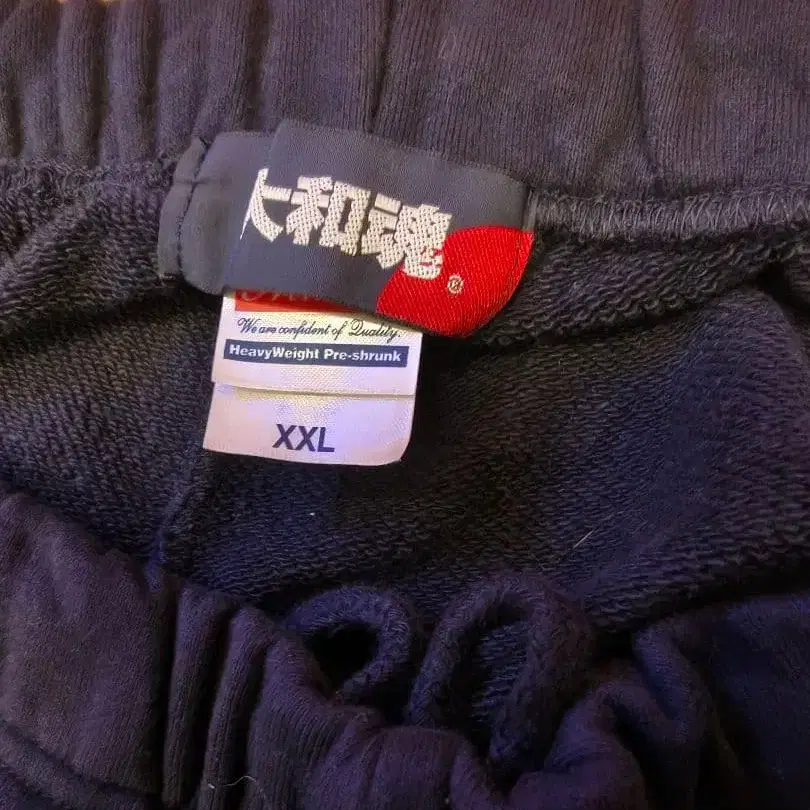 大和魂®
We are confident of Quality.
HeavyWeight Pre-shrunk
XXL